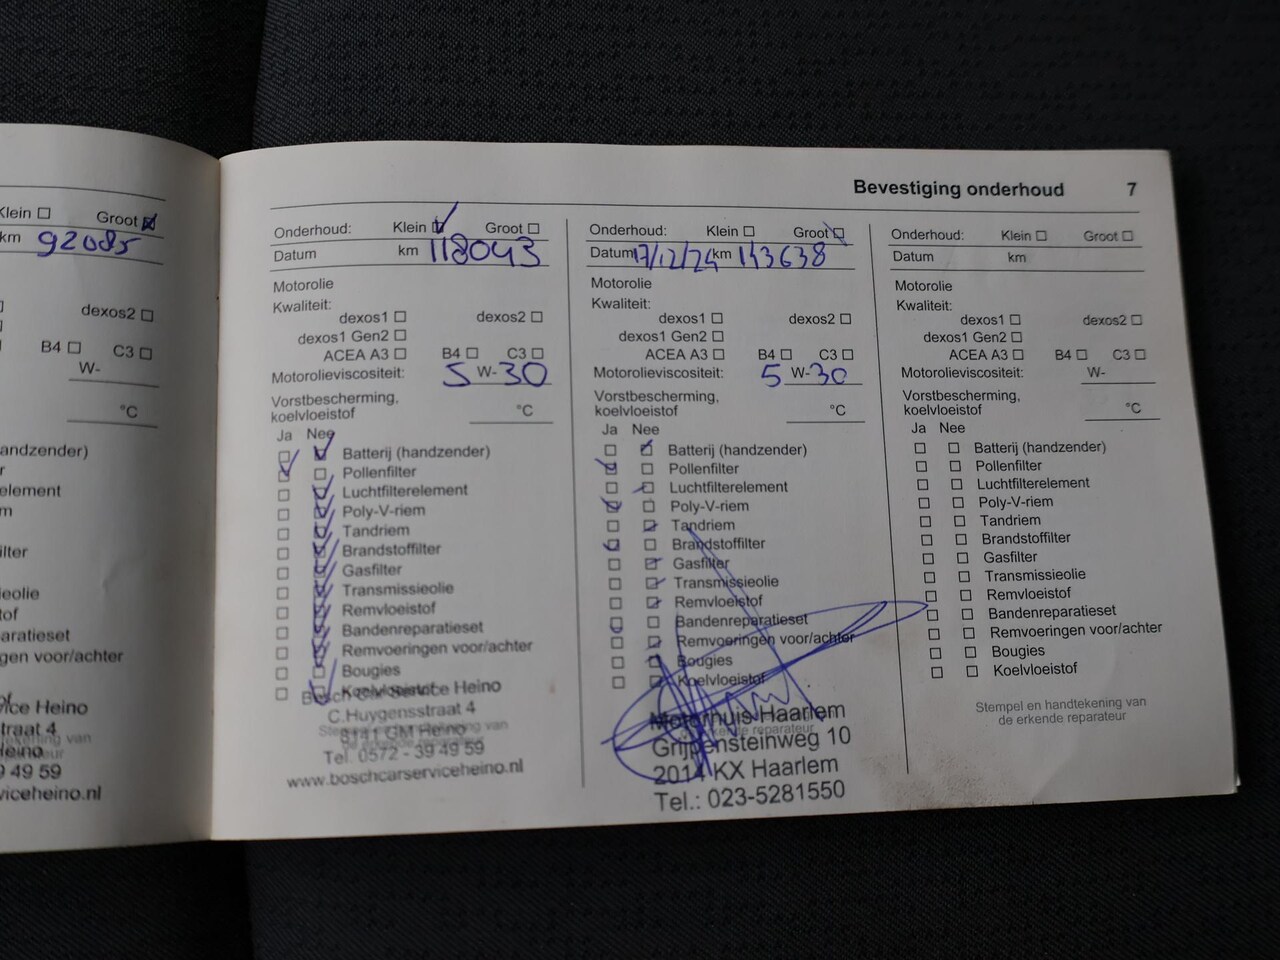 Klein ☐ Groot ☑
km 92085
dexos2 ☐
B4 ☐ C3 ☐
W-
°C
andzender)
r
element
m
ilter
ieolie
tof
aratieset
gen voor/achter
ice Heino
traat 4
Heino
9 49 59
viceheino.nl
Bevestiging onderhoud 7
Onderhoud: Klein ☑ Groot ☐
Datum km 118043
Motorolie
Kwaliteit:
dexos1 ☐ dexos2 ☐
dexos1 Gen2 ☐
ACEA A3 ☐ B4 ☐ C3 ☐
Motorolieviscositeit: 5 W- 30
Vorstbescherming,
koelvloeistof °C
Ja Nee
Batterij (handzender)
Pollenfilter
Luchtfilterelement
Poly-V-riem
Tandriem
Brandstoffilter
Gasfilter
Transmissieolie
Remvloeistof
Bandenreparatieset
Remvoeringen voor/achter
Bougies
Koelvloeistof
Bosch Car Service Heino
C.Huygensstraat 4
8141 GM Heino
Tel. 0572 - 39 49 59
www.boschcarserviceheino.nl
Onderhoud: Klein ☐ Groot ☑
Datum 17/12/24 km 143638
Motorolie
Kwaliteit:
dexos1 ☐ dexos2 ☐
dexos1 Gen2 ☐
ACEA A3 ☐ B4 ☐ C3 ☐
Motorolieviscositeit: 5 W- 30
Vorstbescherming,
koelvloeistof °C
Ja Nee
Batterij (handzender)
Pollenfilter
Luchtfilterelement
Poly-V-riem
Tandriem
Brandstoffilter
Gasfilter
Transmissieolie
Remvloeistof
Bandenreparatieset
Remvoeringen voor/achter
Bougies
Koelvloeistof
Motorhuis Haarlem
Grijpensteinweg 10
2014 KX Haarlem
Tel.: 023-5281550
Onderhoud: Klein ☐ Groot ☐
Datum km
Motorolie
Kwaliteit:
dexos1 ☐ dexos2 ☐
dexos1 Gen2 ☐
ACEA A3 ☐ B4 ☐ C3 ☐
Motorolieviscositeit: W-
Vorstbescherming,
koelvloeistof °C
Ja Nee
☐ ☐ Batterij (handzender)
☐ ☐ Pollenfilter
☐ ☐ Luchtfilterelement
☐ ☐ Poly-V-riem
☐ ☐ Tandriem
☐ ☐ Brandstoffilter
☐ ☐ Gasfilter
☐ ☐ Transmissieolie
☐ ☐ Remvloeistof
☐ ☐ Bandenreparatieset
☐ ☐ Remvoeringen voor/achter
☐ ☐ Bougies
☐ ☐ Koelvloeistof
Stempel en handtekening van
de erkende reparateur